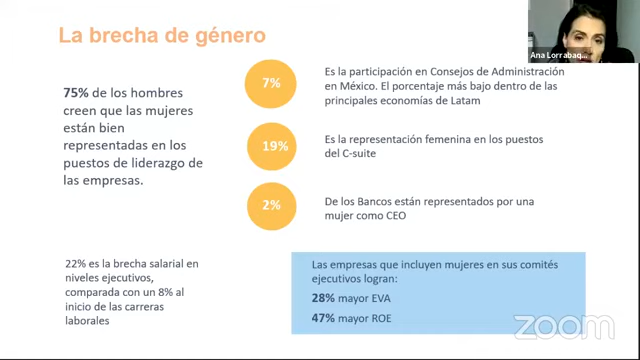 La brecha de género
75% de los hombres
creen que las mujeres
están bien
representadas en los
puestos de liderazgo de
las empresas.
7%
Es la participación en Consejos de Administración
en México. El porcentaje más bajo dentro de las
principales economías de Latam
19%
Es la representación femenina en los puestos
del C-suite
2%
De los Bancos están representados por una
mujer como CEO
22% es la brecha salarial en
niveles ejecutivos,
comparada con un 8% al
inicio de las carreras
laborales
Las empresas que incluyen mujeres en sus comités
ejecutivos logran:
28% mayor EVA
47% mayor ROE
Ana Lorrabaq...
zoom